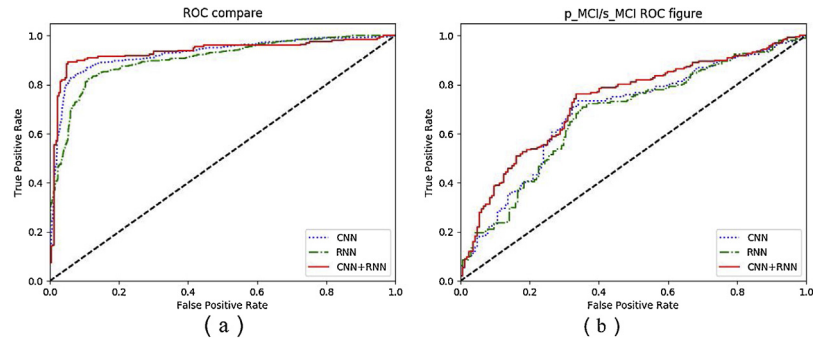 ROC compare
1.0
0.8
0.6
0.4
0.2
0.0
True Positive Rate
0.0 0.2 0.4 0.6 0.8 1.0
False Positive Rate
CNN
RNN
CNN+RNN
(a)
p_MCI/s_MCI ROC figure
1.0
0.8
0.6
0.4
0.2
0.0
True Positive Rate
0.0 0.2 0.4 0.6 0.8 1.0
False Positive Rate
CNN
RNN
CNN+RNN
(b)